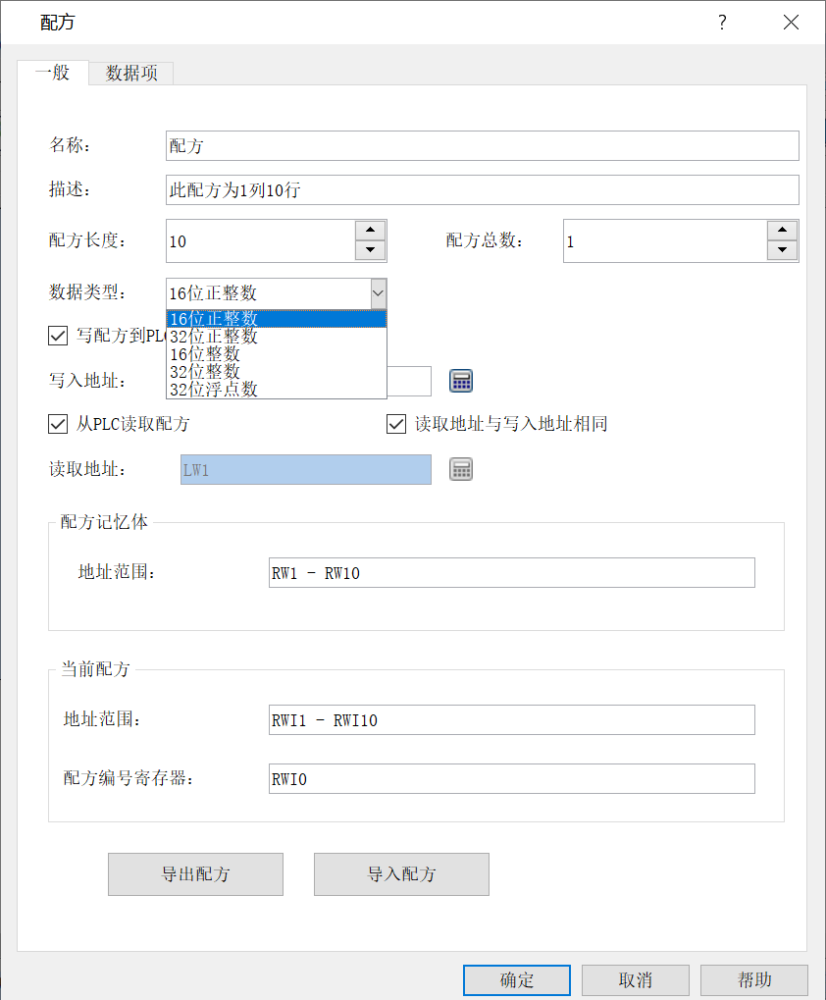 配方
?
一般 数据项
名称： 配方
描述： 此配方为1列10行
配方长度： 10 配方总数： 1
数据类型： 16位正整数
16位正整数
写配方到PLC 32位正整数
16位整数
写入地址： 32位整数
32位浮点数
从PLC读取配方 读取地址与写入地址相同
读取地址： LW1
配方记忆体
地址范围： RW1 - RW10
当前配方
地址范围： RWI1 - RWI10
配方编号寄存器： RWI0
导出配方 导入配方
确定 取消 帮助